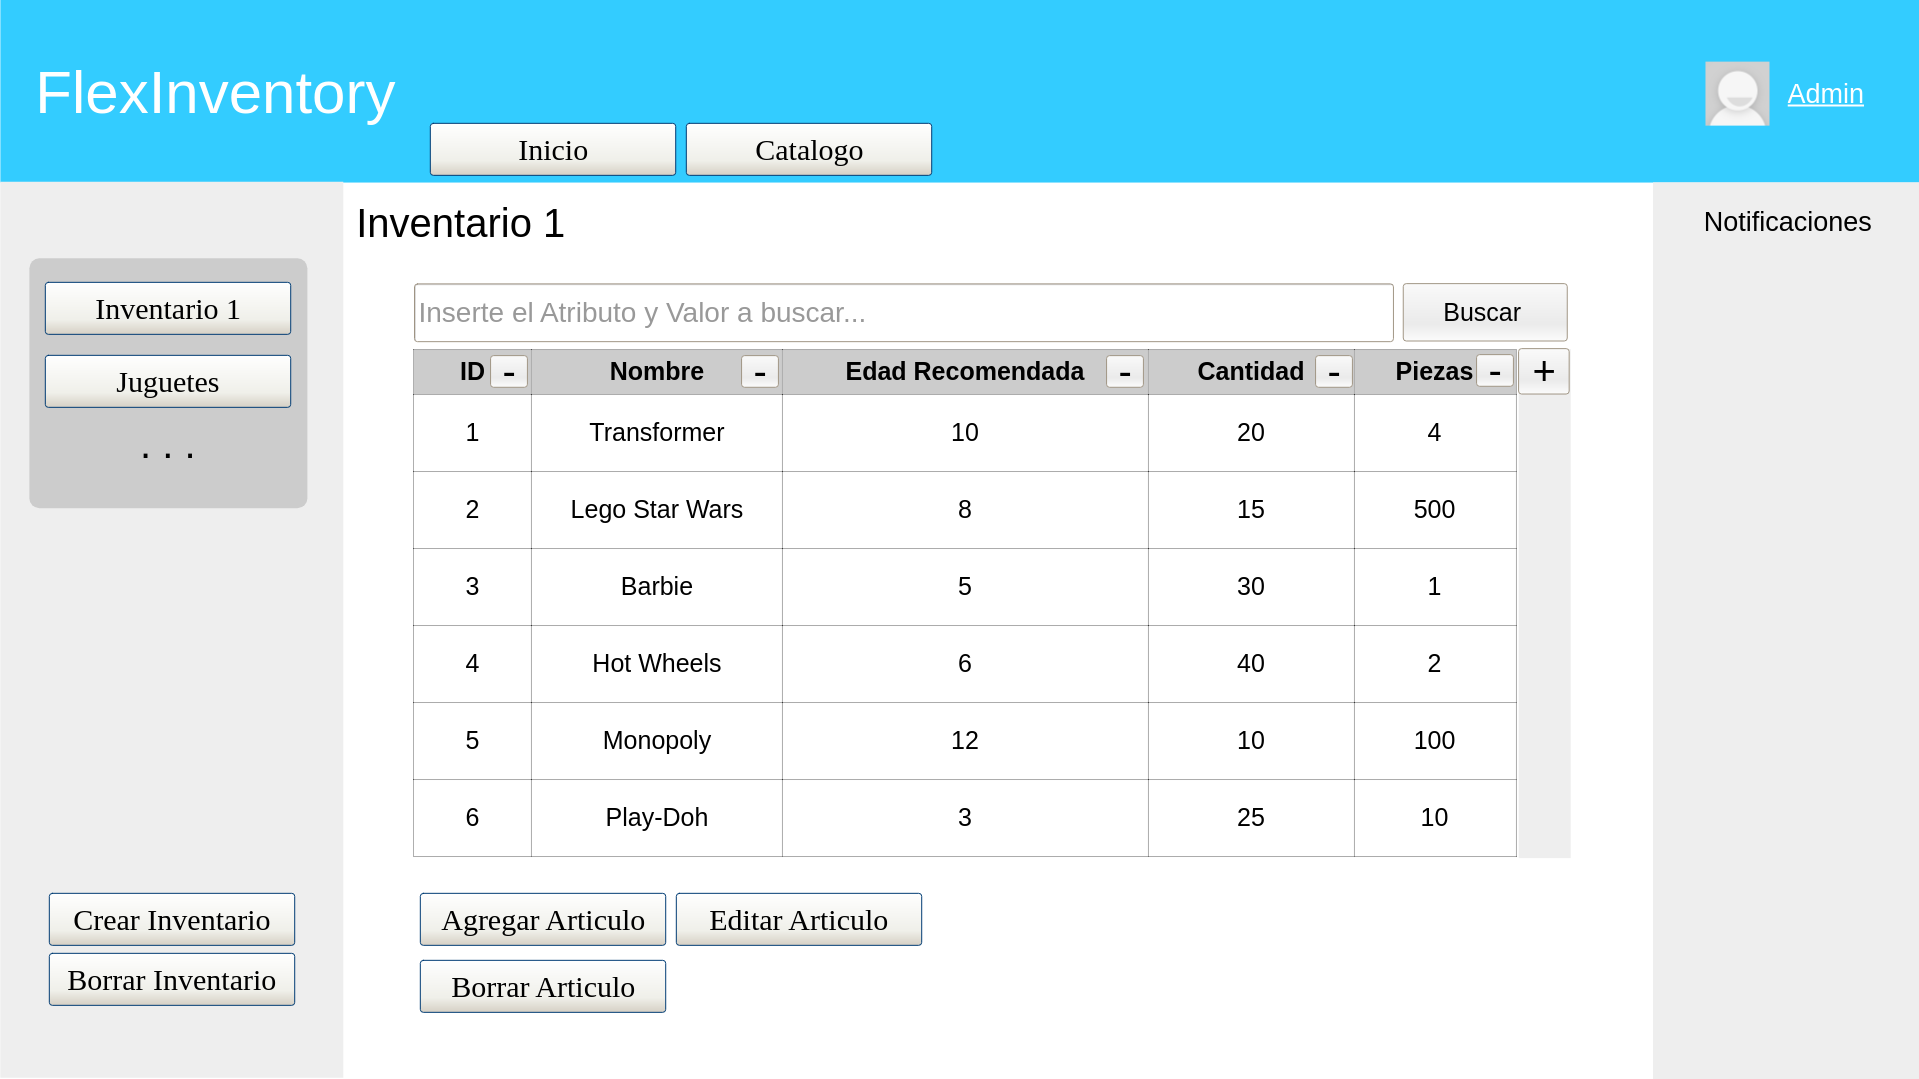 FlexInventory
Admin
Inicio Catalogo
Inventario 1
Notificaciones
Inventario 1
Juguetes
. . .
Inserte el Atributo y Valor a buscar... Buscar
ID - Nombre - Edad Recomendada - Cantidad - Piezas - +
1 Transformer 10 20 4
2 Lego Star Wars 8 15 500
3 Barbie 5 30 1
4 Hot Wheels 6 40 2
5 Monopoly 12 10 100
6 Play-Doh 3 25 10
Crear Inventario
Borrar Inventario
Agregar Articulo Editar Articulo
Borrar Articulo